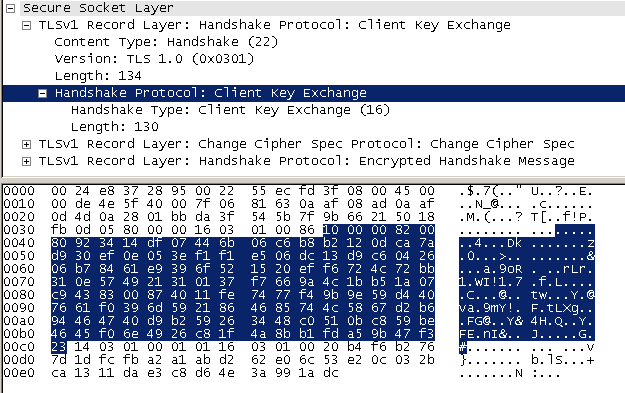 Secure Socket Layer
TLSv1 Record Layer: Handshake Protocol: Client Key Exchange
Content Type: Handshake (22)
Version: TLS 1.0 (0x0301)
Length: 134
Handshake Protocol: Client Key Exchange
Handshake Type: Client Key Exchange (16)
Length: 130
TLSv1 Record Layer: Change Cipher Spec Protocol: Change Cipher Spec
TLSv1 Record Layer: Handshake Protocol: Encrypted Handshake Message
0000 00 24 e8 37 28 95 00 22 55 ec fd 3f 08 00 45 00 .$.7(.." U..?..E.
0010 00 de 4e 5f 40 00 7f 06 81 63 0a af 08 ad 0a af ..N_@... .c......
0020 0d 4d 0a 28 01 bb da 3f 54 5b 7f 9b 66 21 50 18 .M.(...? T[..f!P.
0030 fb 0d 05 80 00 00 16 03 01 00 86 10 00 00 82 00 ........ ........
0040 80 92 34 14 df 07 44 6b 06 c6 b8 b2 12 0d ca 7a ..4...Dk .......z
0050 d9 30 ef 0e 05 3e f1 f1 e5 06 dc 13 d9 c6 04 26 .0...>.. .......&
0060 06 b7 84 61 e9 39 6f 52 15 20 ef f6 72 4c 72 bb ...a.9oR . ..rLr.
0070 31 0e 57 49 21 31 01 37 f7 66 9a 4c 1b b5 1a 07 1.WI!1.7 .f.L....
0080 c9 43 83 00 87 40 11 fe 74 77 f4 9b 9e 59 d4 40 .C...@.. tw...Y.@
0090 76 61 f0 39 6d 59 21 86 46 85 74 4c 58 67 d2 b6 va.9mY!. F.tLXg..
00a0 94 46 47 40 d9 b2 59 26 34 48 c0 51 0b c8 59 be .FG@..Y& 4H.Q..Y.
00b0 46 45 f0 6e 49 26 c8 1f 4a 8b b1 fd a5 9b 47 f3 FE.nI&.. J.....G.
00c0 23 14 03 01 00 01 01 16 03 01 00 20 b4 f6 b2 76 #....... ... ...v
00d0 7d 1d fc fb a2 a1 ab d2 62 e0 6c 53 e2 0c 03 2b }....... b.lS...+
00e0 ca 13 11 da e3 c8 d6 4e 3a 99 1a dc .......N :...